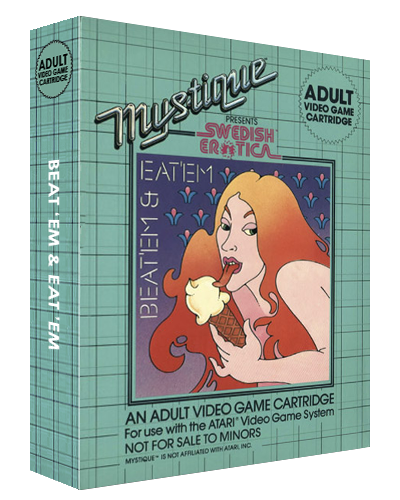 ADULT
VIDEO GAME
CARTRIDGE
BEAT 'EM & EAT 'EM
Mystique™
PRESENTS
SWEDISH
EROTICA
ADULT
VIDEO GAME
CARTRIDGE
BEAT'EM &
EAT'EM
AN ADULT VIDEO GAME CARTRIDGE
For use with the ATARI® Video Game System
NOT FOR SALE TO MINORS
MYSTIQUE™ IS NOT AFFILIATED WITH ATARI, INC.